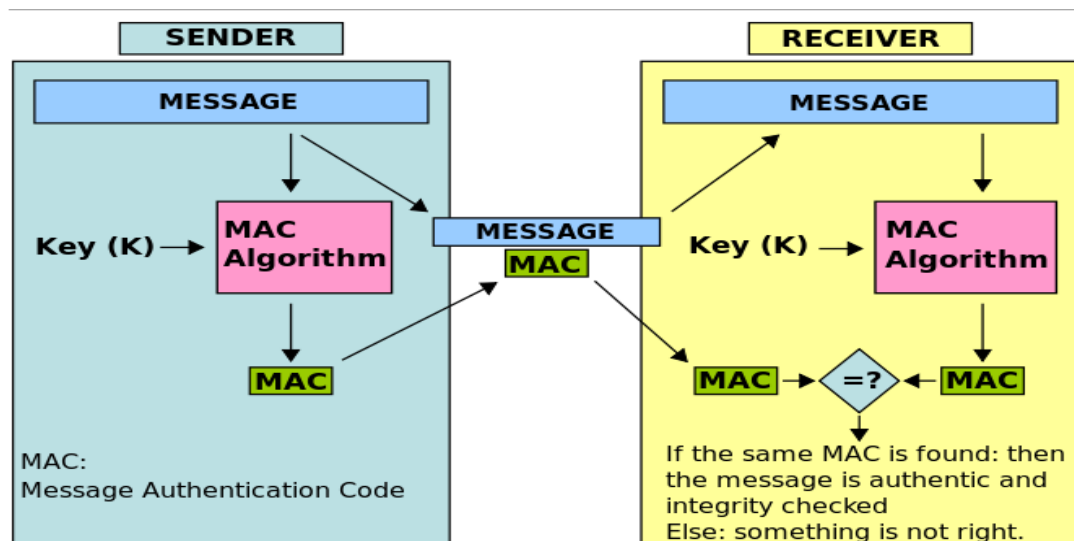 SENDER
MESSAGE
Key (K)
MAC
Algorithm
MAC
MAC:
Message Authentication Code
MESSAGE
MAC
RECEIVER
MESSAGE
Key (K)
MAC
Algorithm
MAC
=?
MAC
If the same MAC is found: then
the message is authentic and
integrity checked
Else: something is not right.